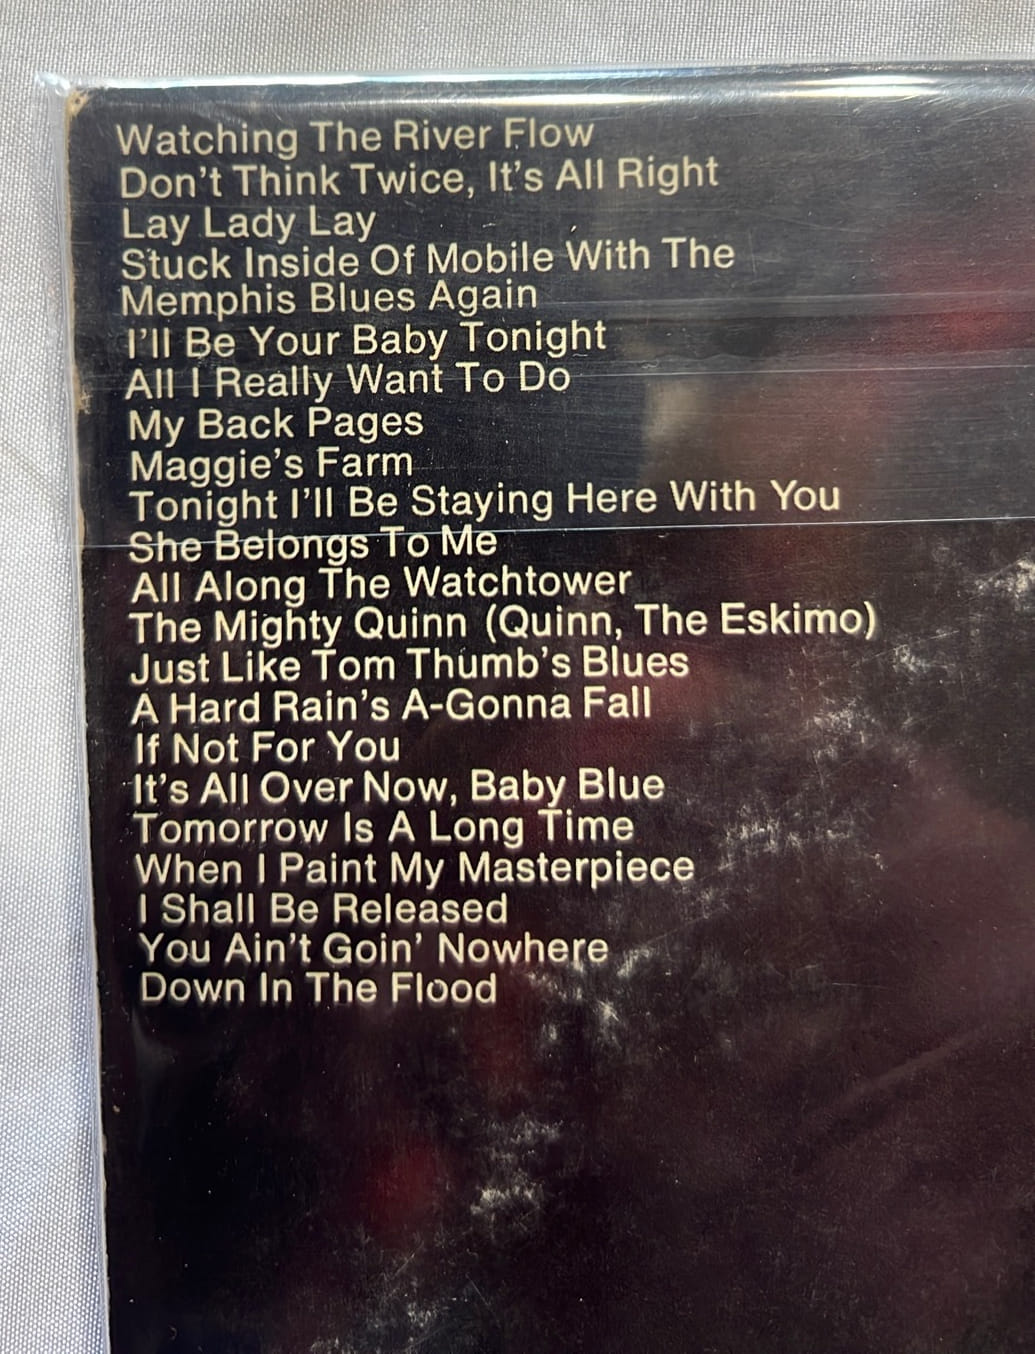 Watching The River Flow
Don't Think Twice, It's All Right
Lay Lady Lay
Stuck Inside Of Mobile With The
Memphis Blues Again
I'll Be Your Baby Tonight
All I Really Want To Do
My Back Pages
Maggie's Farm
Tonight I'll Be Staying Here With You
She Belongs To Me
All Along The Watchtower
The Mighty Quinn (Quinn, The Eskimo)
Just Like Tom Thumb's Blues
A Hard Rain's A-Gonna Fall
If Not For You
It's All Over Now, Baby Blue
Tomorrow Is A Long Time
When I Paint My Masterpiece
I Shall Be Released
You Ain't Goin' Nowhere
Down In The Flood